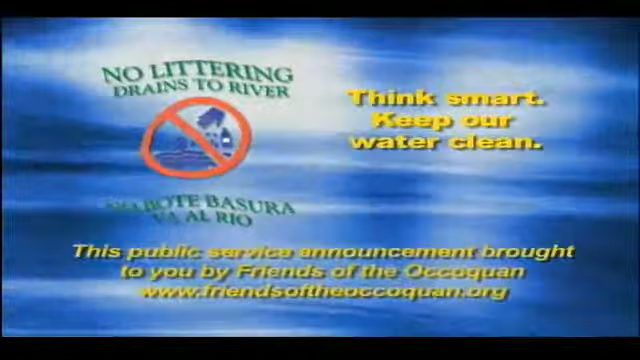 NO LITTERING
DRAINS TO RIVER
Think smart.
Keep our
water clean.
BOTE BASURA
VA AL RIO
This public service announcement brought
to you by Friends of the Occoquan
www.friendsoftheoccoquan.org